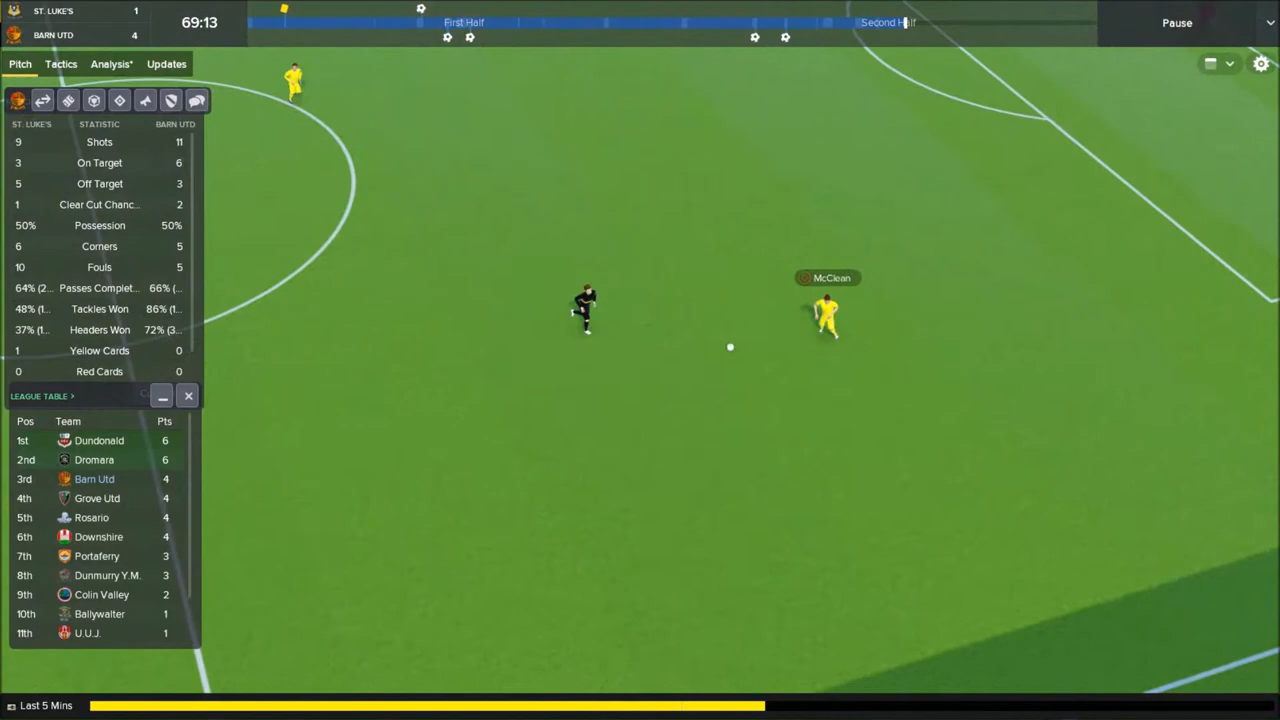 ST. LUKE'S 1
BARN UTD 4
69:13
First Half
Second Half
Pause
Pitch Tactics Analysis* Updates
ST. LUKE'S STATISTIC BARN UTD
9 Shots 11
3 On Target 6
5 Off Target 3
1 Clear Cut Chanc... 2
50% Possession 50%
6 Corners 5
10 Fouls 5
64% (2... Passes Complet... 66% (...
48% (1... Tackles Won 86% (1...
37% (1... Headers Won 72% (3...
1 Yellow Cards 0
0 Red Cards 0
LEAGUE TABLE >
Pos Team Pts
1st Dundonald 6
2nd Dromara 6
3rd Barn Utd 4
4th Grove Utd 4
5th Rosario 4
6th Downshire 4
7th Portaferry 3
8th Dunmurry Y.M. 3
9th Colin Valley 2
10th Ballywalter 1
11th U.U.J. 1
McClean
Last 5 Mins